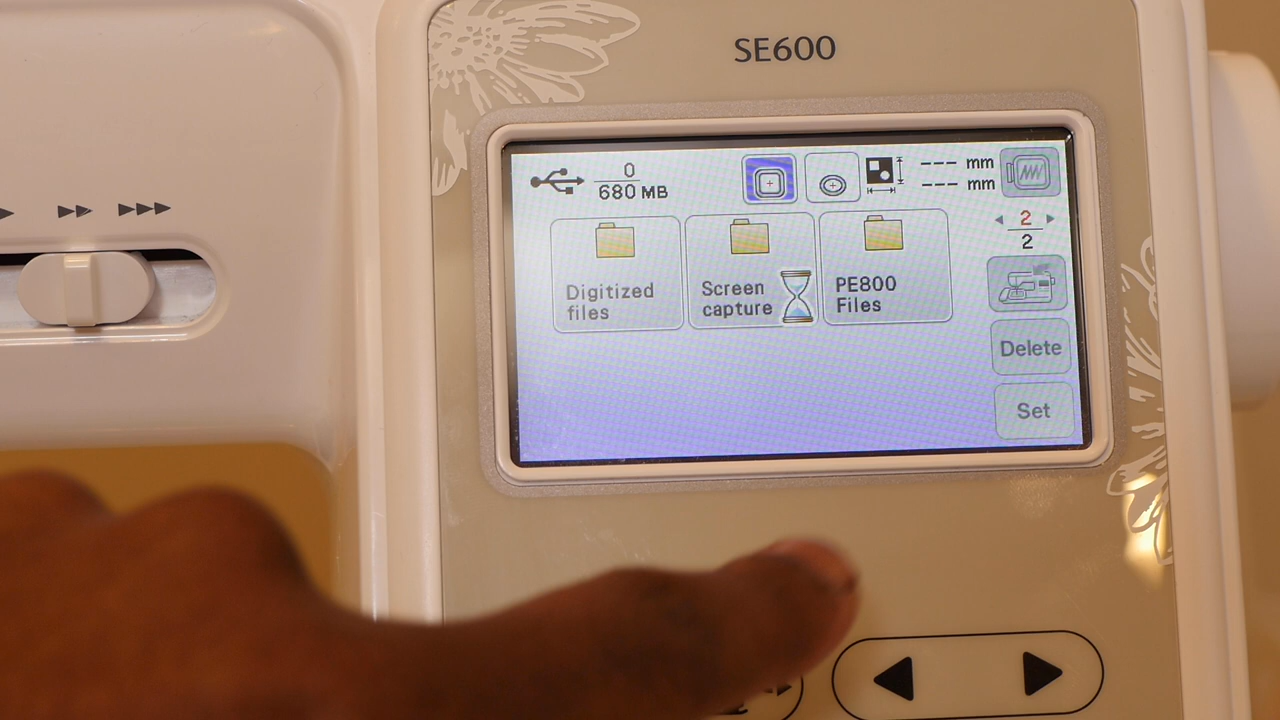 SE600
0
680 MB
--- mm
--- mm
2
2
Digitized
files
Screen
capture
PE800
Files
Delete
Set